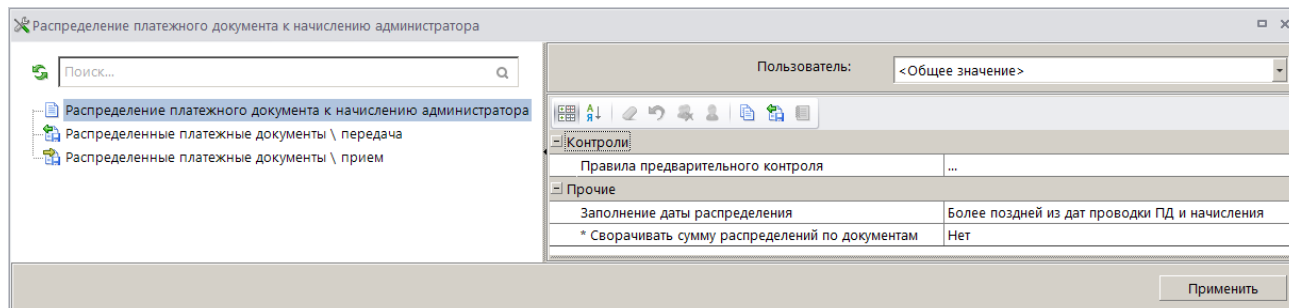 Распределение платежного документа к начислению администратора
Поиск...
Распределение платежного документа к начислению администратора
Распределенные платежные документы \ передача
Распределенные платежные документы \ прием
Пользователь:
<Общее значение>
Контроли
Правила предварительного контроля ...
Прочие
Заполнение даты распределения Более поздней из дат проводки ПД и начисления
* Сворачивать сумму распределений по документам Нет
Применить